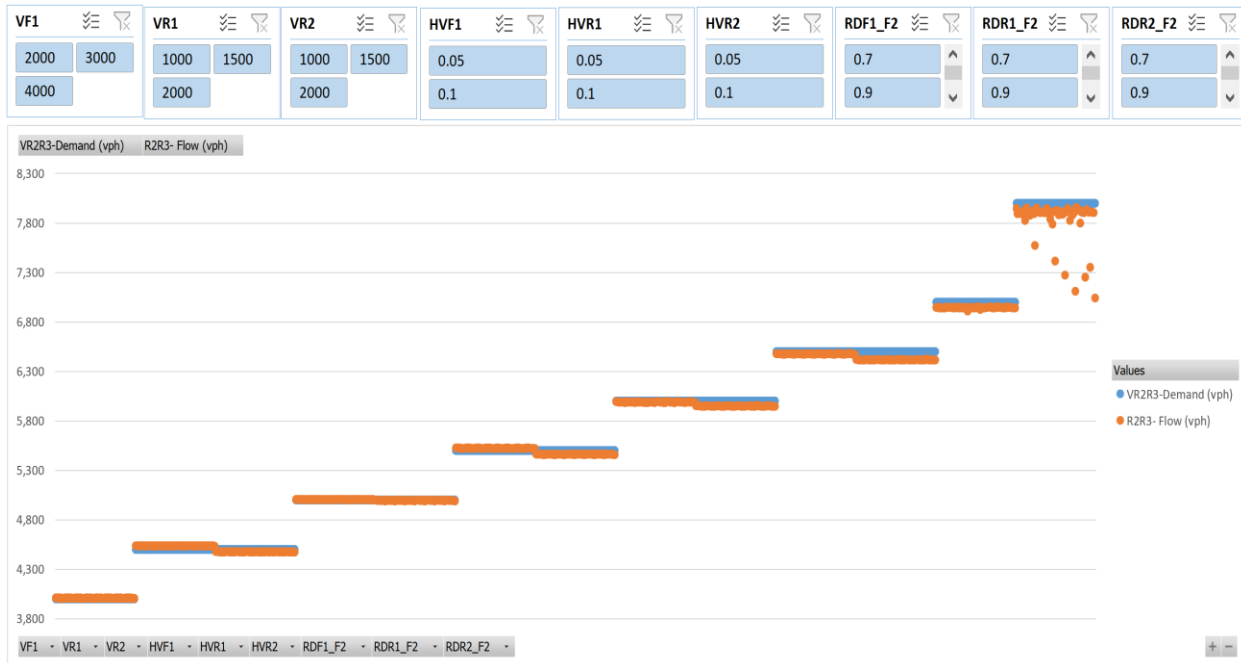 VF1 VR1 VR2 HVF1 HVR1 HVR2 RDF1_F2 RDR1_F2 RDR2_F2
2000 3000 1000 1500 1000 1500 0.05 0.05 0.05 0.7 0.7 0.7
4000 2000 2000 0.1 0.1 0.1 0.9 0.9 0.9
VR2R3-Demand (vph) R2R3- Flow (vph)
8,300
7,800
7,300
6,800
6,300
5,800
5,300
4,800
4,300
3,800
Values
VR2R3-Demand (vph)
R2R3- Flow (vph)
VF1 VR1 VR2 HVF1 HVR1 HVR2 RDF1_F2 RDR1_F2 RDR2_F2 + −